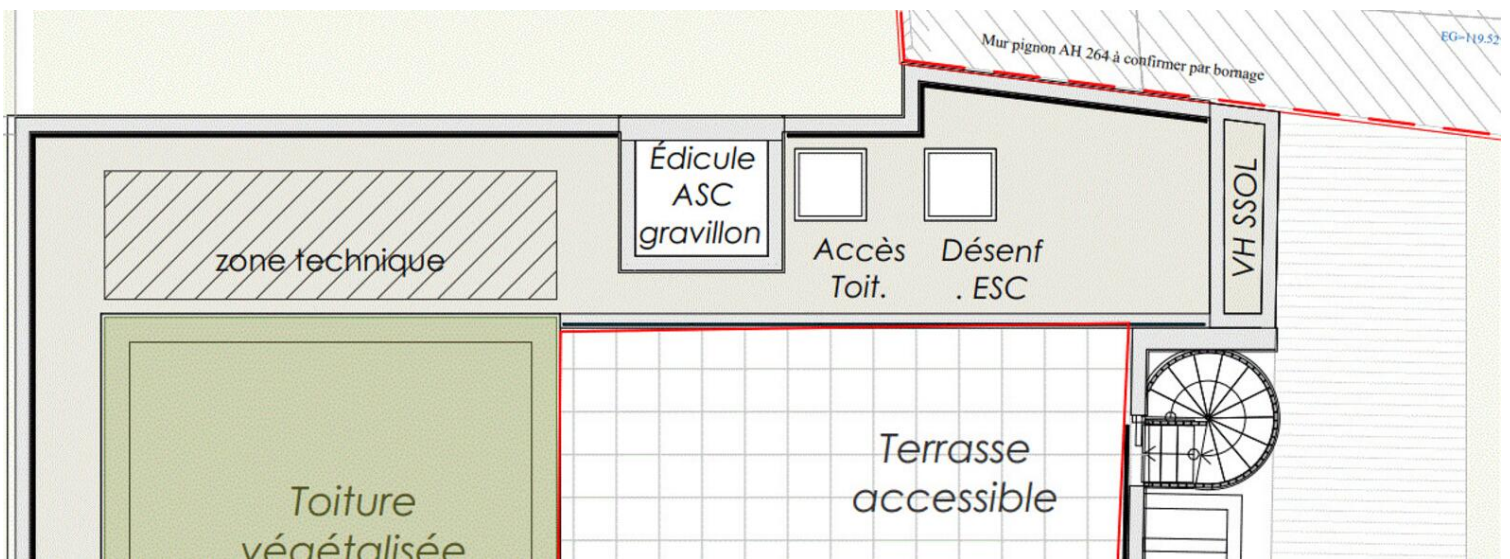 Mur pignon AH 264 à confirmer par bornage
EG=119.52
Édicule
ASC
gravillon
VH SSOL
zone technique
Accès
Toit.
Désenf
. ESC
Terrasse
accessible
Toiture
végétalisée